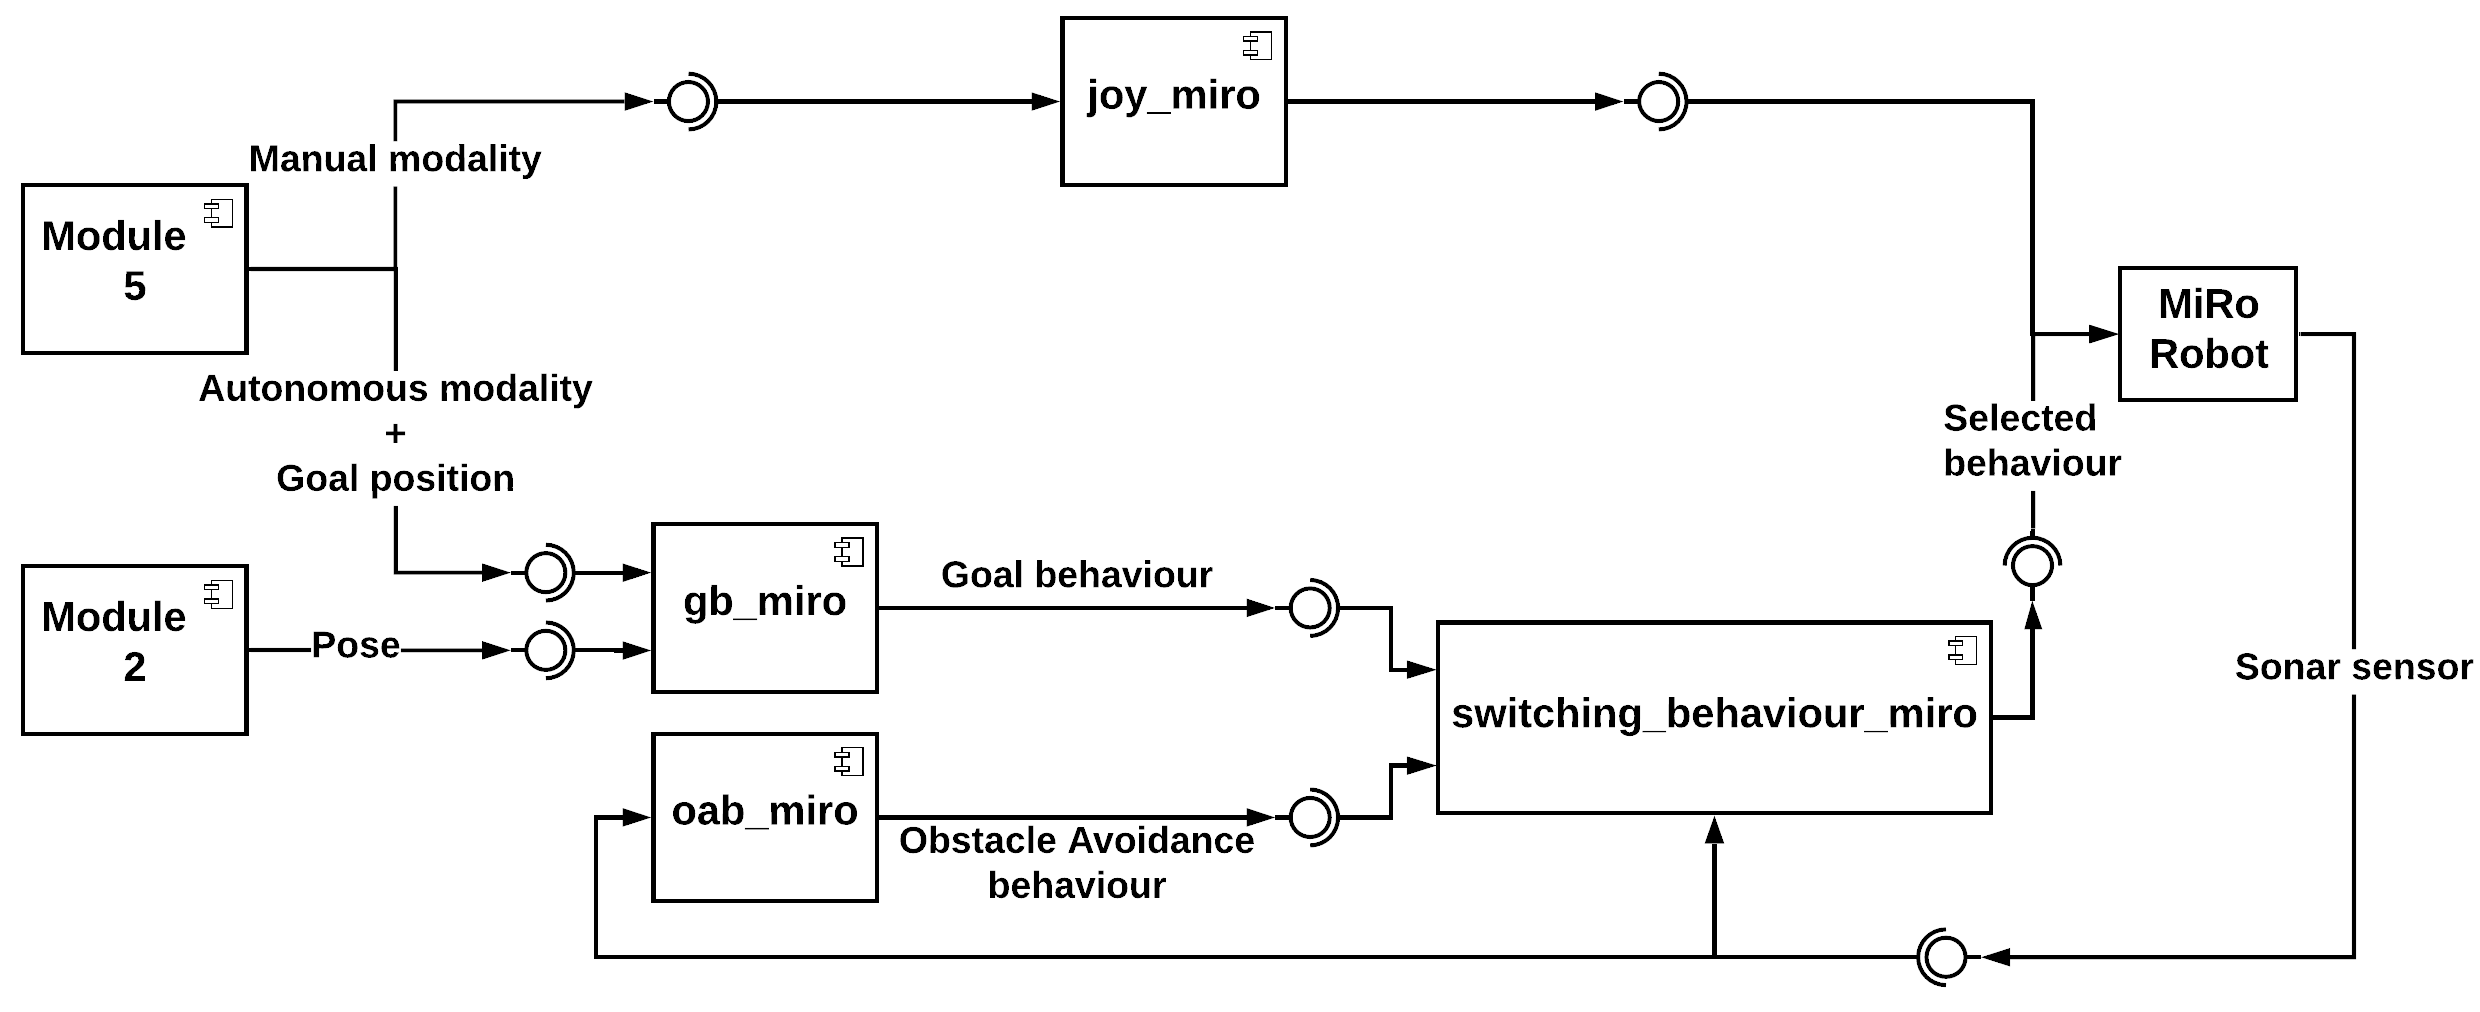 joy_miro
Manual modality
Module
5
MiRo
Robot
Autonomous modality
+
Goal position
Selected
behaviour
Module
2
Pose
gb_miro
Goal behaviour
switching_behaviour_miro
Sonar sensor
oab_miro
Obstacle Avoidance
behaviour